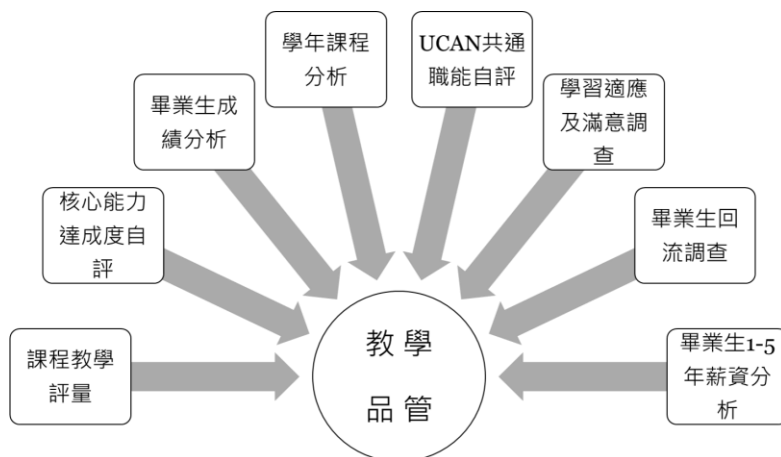 學年課程
分析
UCAN共通
職能自評
畢業生成
績分析
學習適應
及滿意調
查
核心能力
達成度自
評
畢業生回
流調查
課程教學
評量
教學
品管
畢業生1-5
年薪資分
析